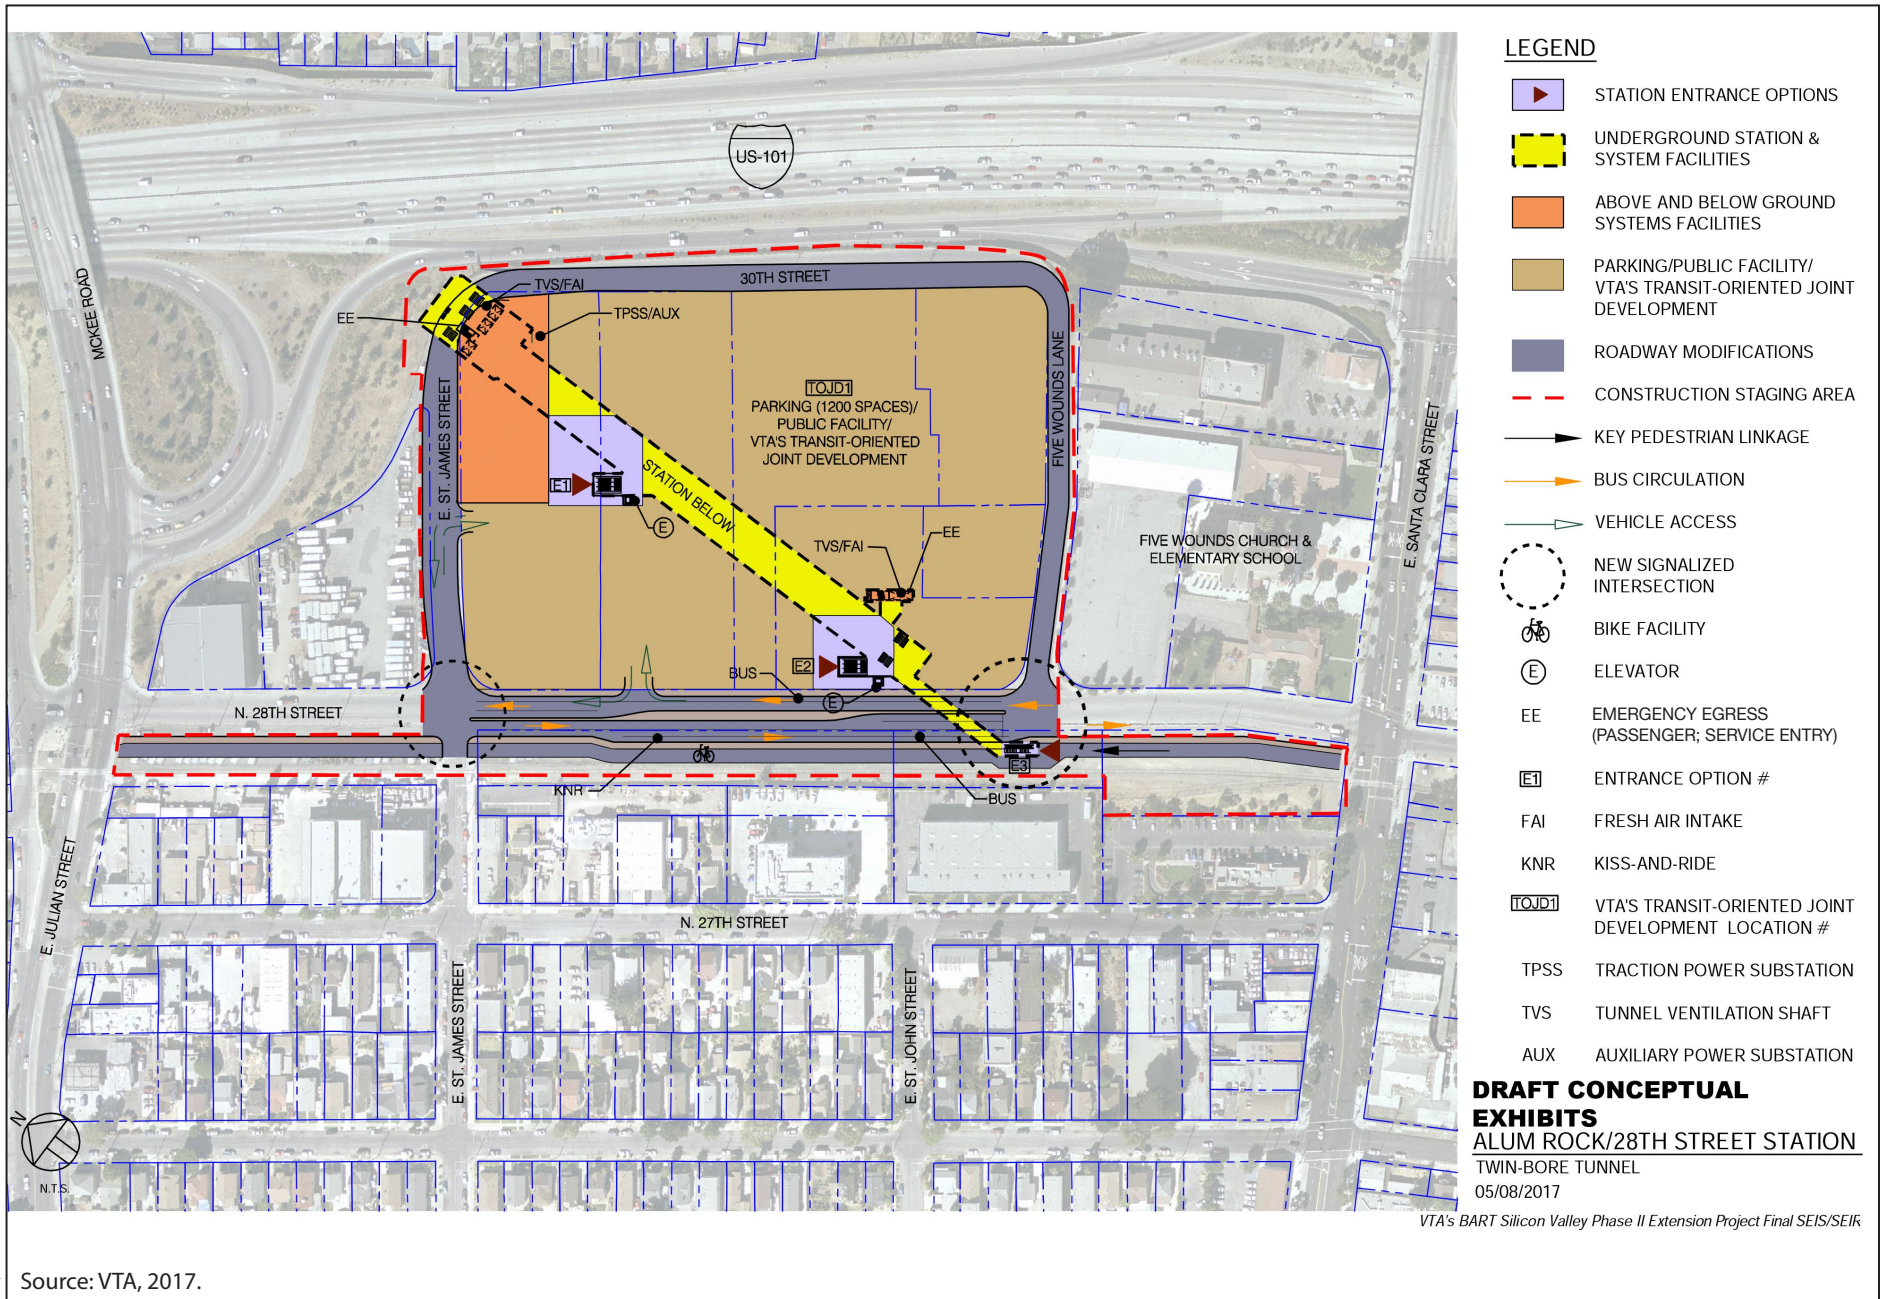 US-101
30TH STREET
MCKEE ROAD
TVS/FAI
EE
TPSS/AUX
E. ST. JAMES STREET
TOJD1
PARKING (1200 SPACES)/
PUBLIC FACILITY/
VTA'S TRANSIT-ORIENTED
JOINT DEVELOPMENT
FIVE WOUNDS LANE
E. SANTA CLARA STREET
E1
STATION BELOW
E
TVS/FAI
EE
FIVE WOUNDS CHURCH &
ELEMENTARY SCHOOL
E2
BUS
E
N. 28TH STREET
E3
KNR
BUS
E. JULIAN STREET
N. 27TH STREET
E. ST. JAMES STREET
E. ST. JOHN STREET
N
N.T.S.
LEGEND
STATION ENTRANCE OPTIONS
UNDERGROUND STATION &
SYSTEM FACILITIES
ABOVE AND BELOW GROUND
SYSTEMS FACILITIES
PARKING/PUBLIC FACILITY/
VTA'S TRANSIT-ORIENTED JOINT
DEVELOPMENT
ROADWAY MODIFICATIONS
CONSTRUCTION STAGING AREA
KEY PEDESTRIAN LINKAGE
BUS CIRCULATION
VEHICLE ACCESS
NEW SIGNALIZED
INTERSECTION
BIKE FACILITY
E ELEVATOR
EE EMERGENCY EGRESS
(PASSENGER; SERVICE ENTRY)
E1 ENTRANCE OPTION #
FAI FRESH AIR INTAKE
KNR KISS-AND-RIDE
TOJD1 VTA'S TRANSIT-ORIENTED JOINT
DEVELOPMENT LOCATION #
TPSS TRACTION POWER SUBSTATION
TVS TUNNEL VENTILATION SHAFT
AUX AUXILIARY POWER SUBSTATION
DRAFT CONCEPTUAL
EXHIBITS
ALUM ROCK/28TH STREET STATION
TWIN-BORE TUNNEL
05/08/2017
VTA's BART Silicon Valley Phase II Extension Project Final SEIS/SEIR
Source: VTA, 2017.